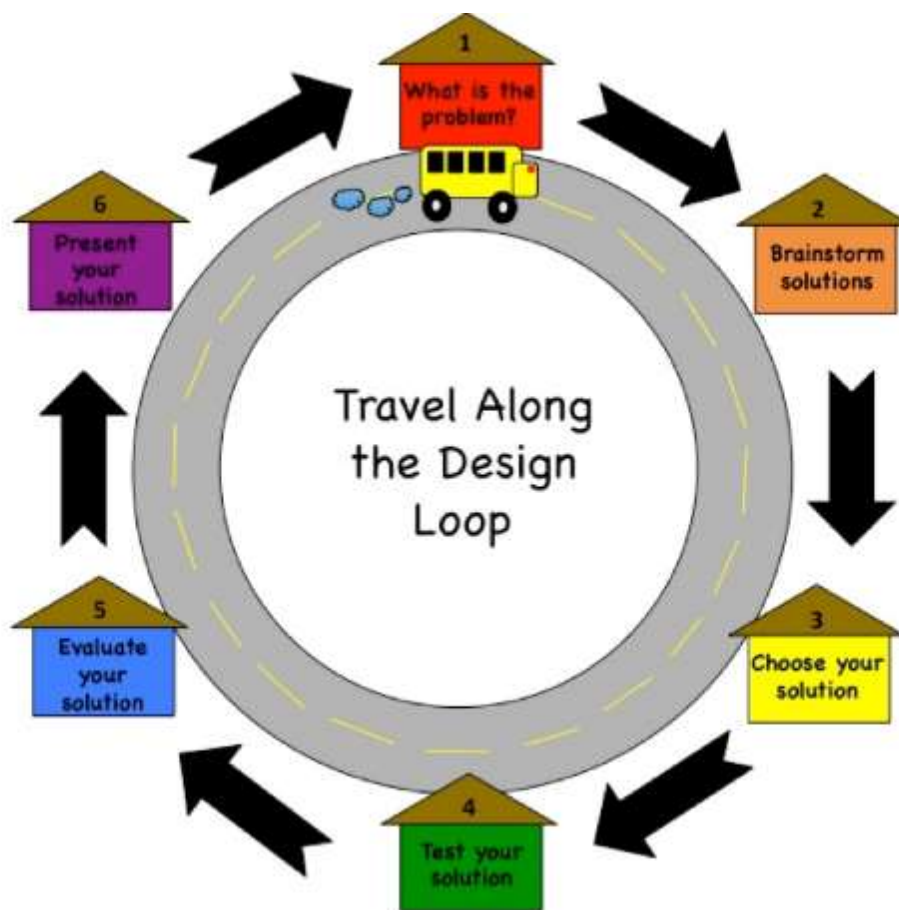 1
What is the
problem?
2
Brainstorm
solutions
3
Choose your
solution
4
Test your
solution
5
Evaluate
your
solution
6
Present
your
solution
Travel Along
the Design
Loop